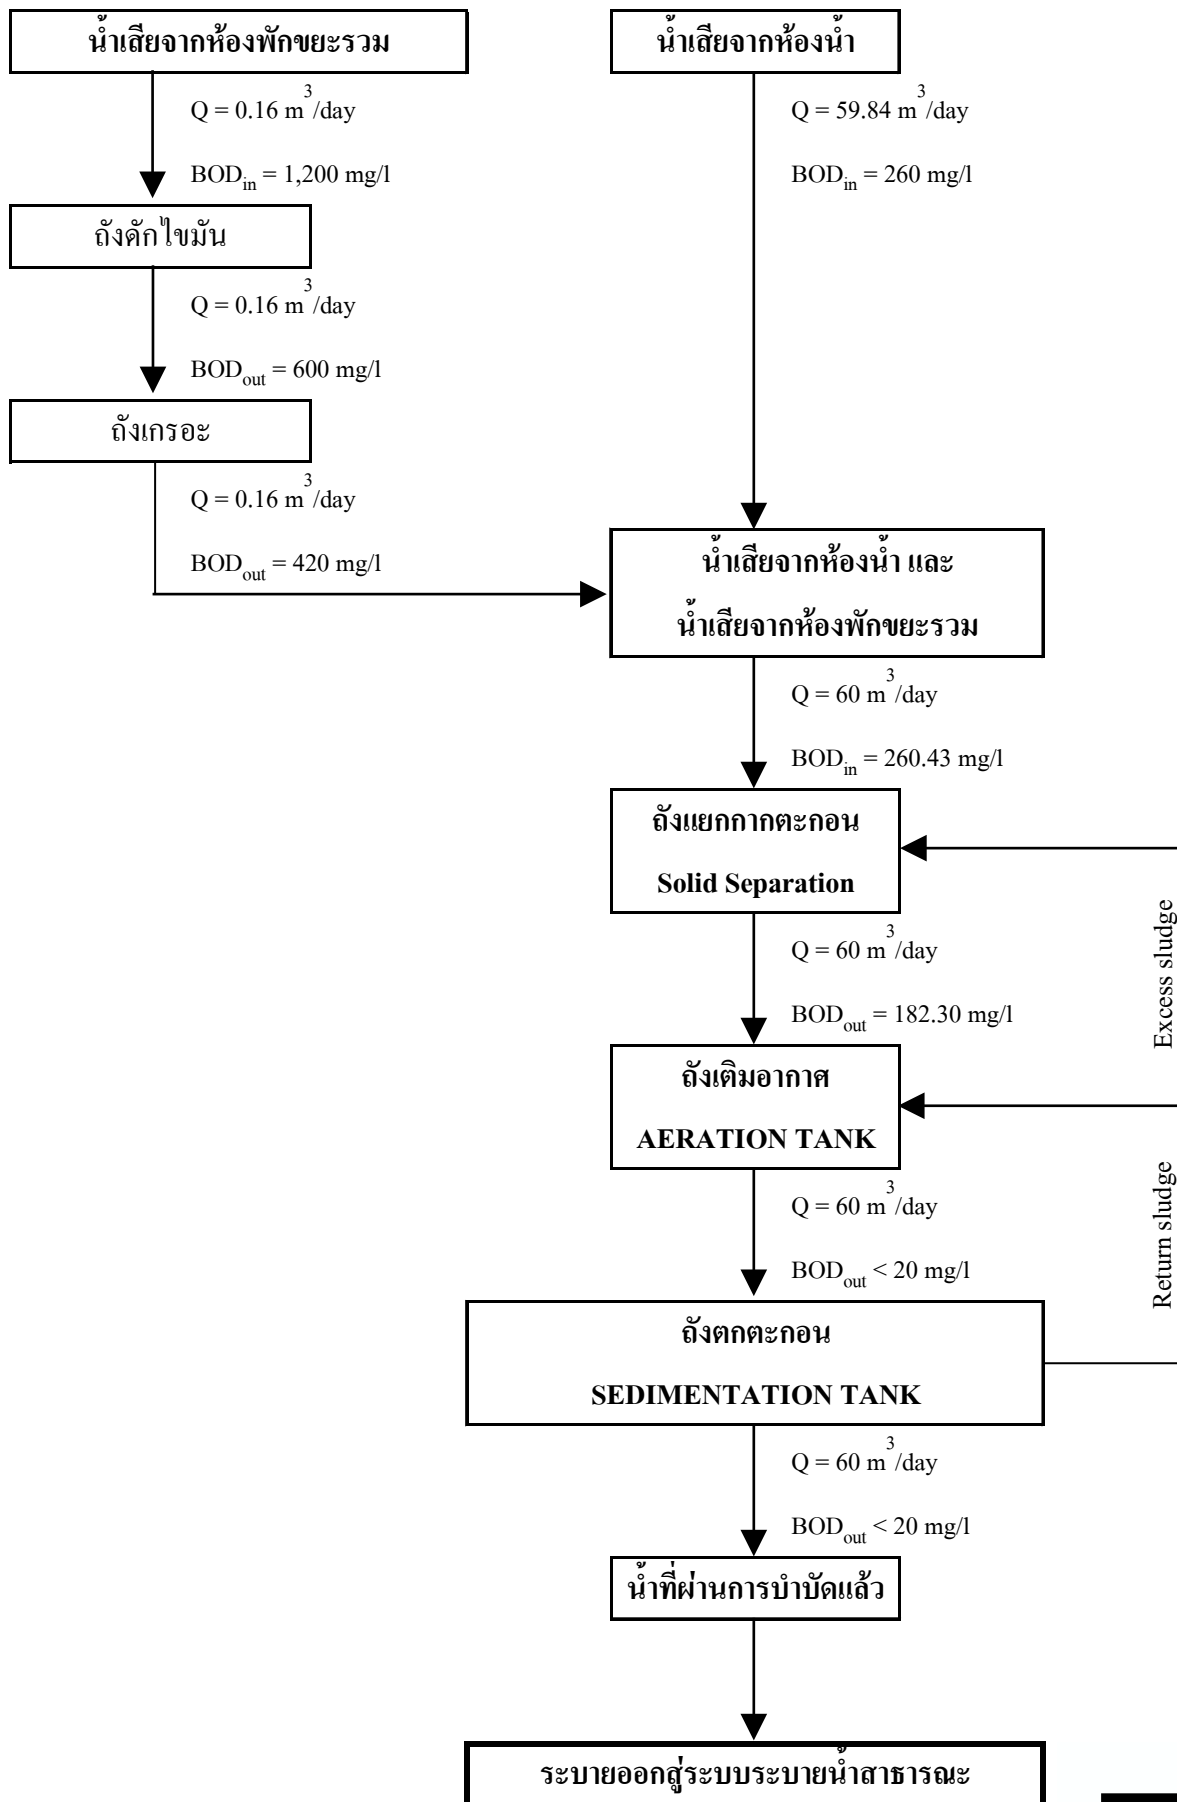 น้ำเสียจากห้องพักขยะรวม
Q = 0.16 m³/day
BOD_in = 1,200 mg/l
ถังดักไขมัน
Q = 0.16 m³/day
BOD_out = 600 mg/l
ถังเกรอะ
Q = 0.16 m³/day
BOD_out = 420 mg/l
น้ำเสียจากห้องน้ำ
Q = 59.84 m³/day
BOD_in = 260 mg/l
น้ำเสียจากห้องน้ำ และ
น้ำเสียจากห้องพักขยะรวม
Q = 60 m³/day
BOD_in = 260.43 mg/l
ถังแยกกากตะกอน
Solid Separation
Q = 60 m³/day
BOD_out = 182.30 mg/l
ถังเติมอากาศ
AERATION TANK
Q = 60 m³/day
BOD_out < 20 mg/l
ถังตกตะกอน
SEDIMENTATION TANK
Q = 60 m³/day
BOD_out < 20 mg/l
น้ำที่ผ่านการบำบัดแล้ว
ระบายออกสู่ระบบระบายน้ำสาธารณะ
Excess sludge
Return sludge